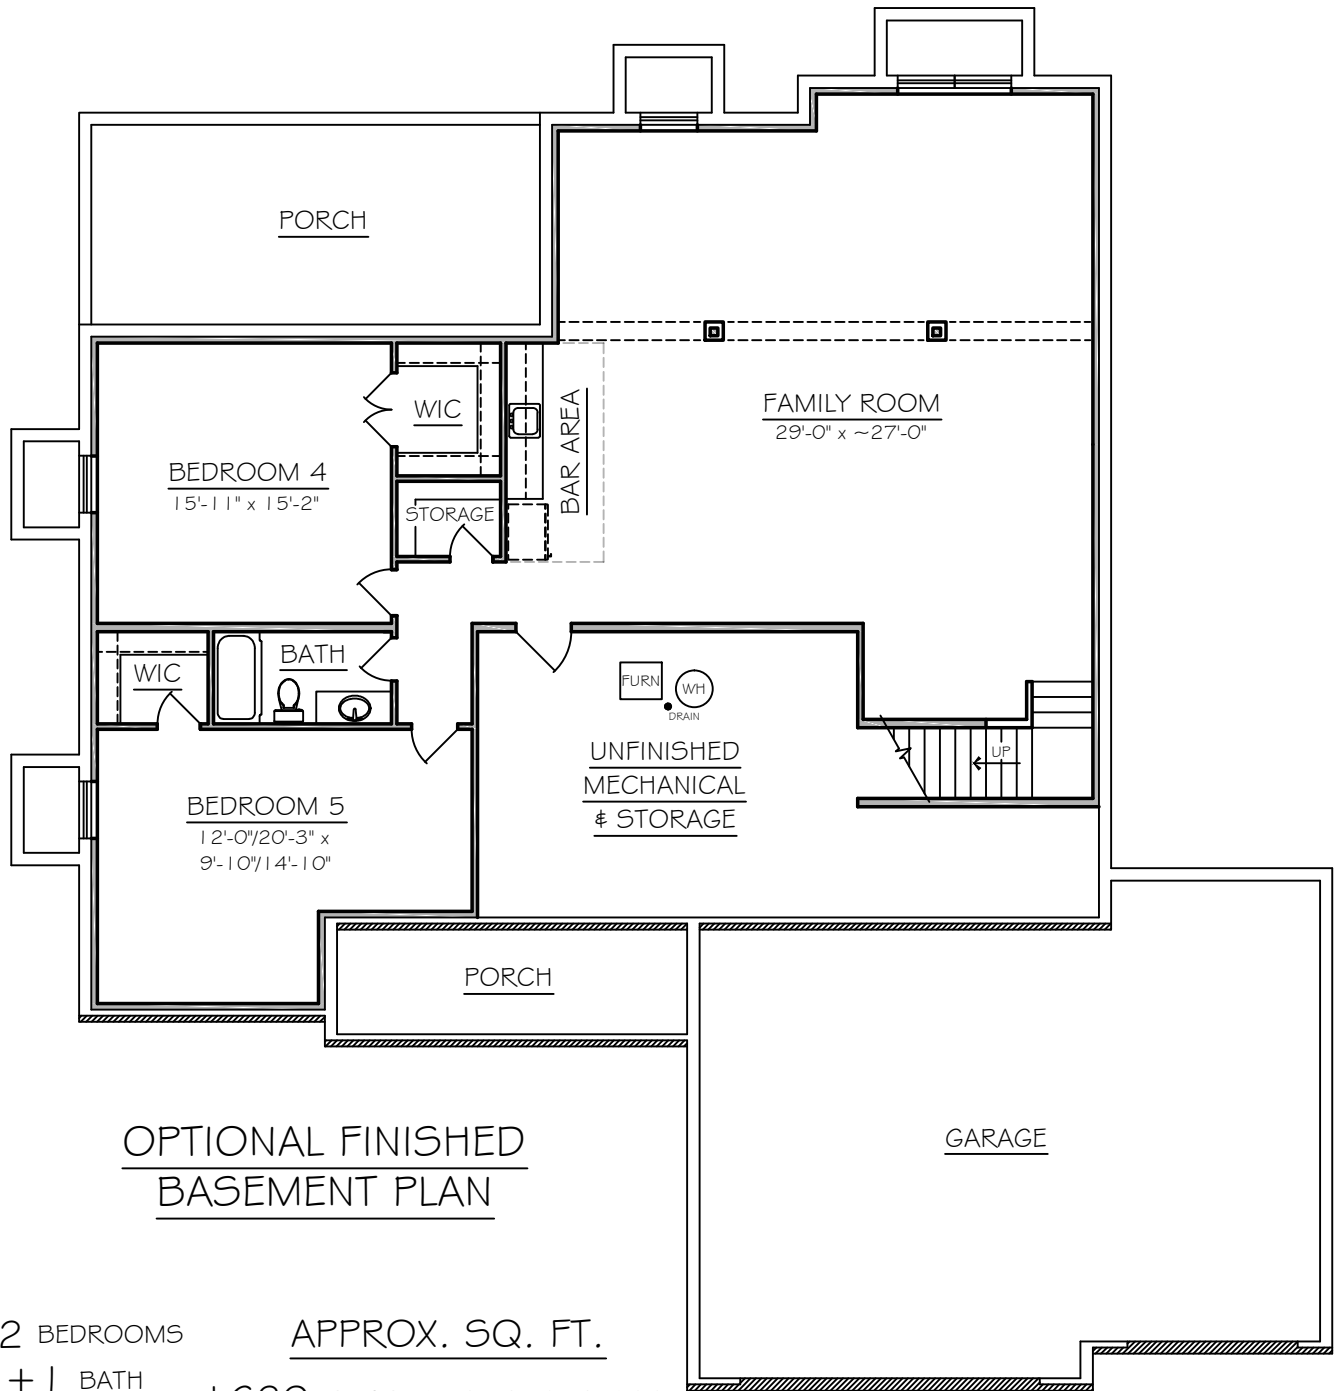 PORCH
FAMILY ROOM
29'-0" x ~27'-0"
WIC
BAR AREA
BEDROOM 4
15'-11" x 15'-2"
STORAGE
BATH
WIC
FURN
WH
DRAIN
UNFINISHED
MECHANICAL
& STORAGE
UP
BEDROOM 5
12'-0"/20'-3" x
9'-10"/14'-10"
PORCH
GARAGE
OPTIONAL FINISHED
BASEMENT PLAN
2 BEDROOMS
+1 BATH
APPROX. SQ. FT.